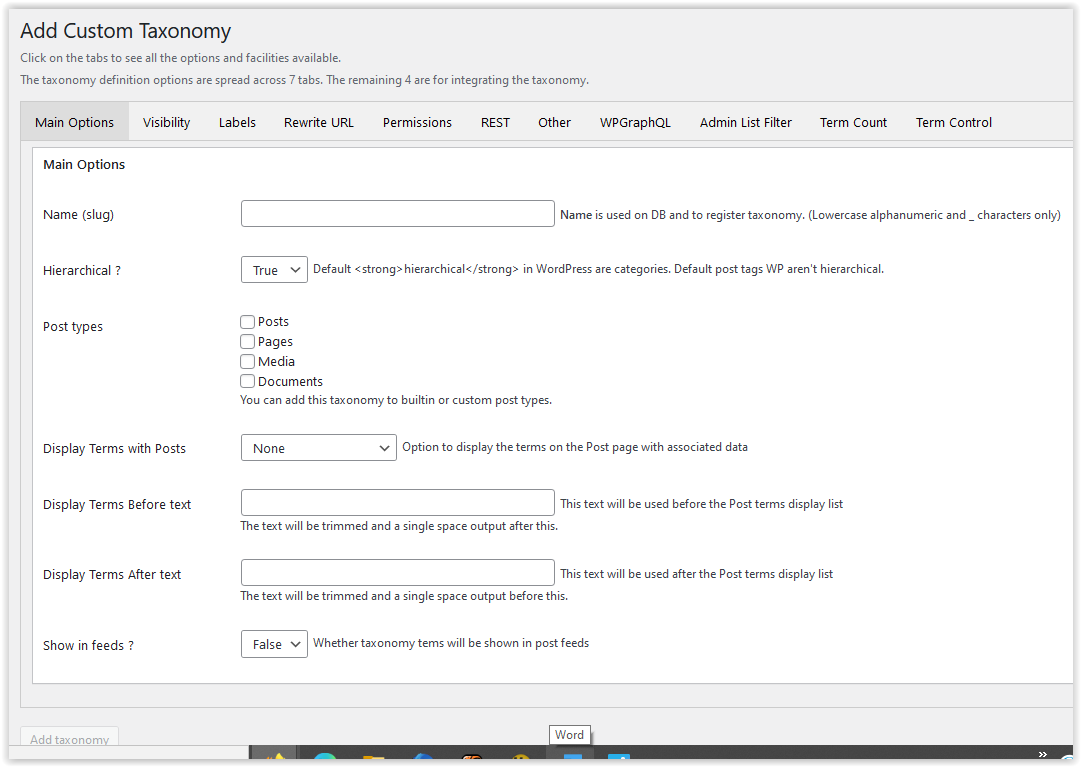 Add Custom Taxonomy
Click on the tabs to see all the options and facilities available.
The taxonomy definition options are spread across 7 tabs. The remaining 4 are for integrating the taxonomy.
Main Options Visibility Labels Rewrite URL Permissions REST Other WPGraphQL Admin List Filter Term Count Term Control
Main Options
Name (slug) Name is used on DB and to register taxonomy. (Lowercase alphanumeric and _ characters only)
Hierarchical ? True Default <strong>hierarchical</strong> in WordPress are categories. Default post tags WP aren't hierarchical.
Post types
Posts
Pages
Media
Documents
You can add this taxonomy to builtin or custom post types.
Display Terms with Posts None Option to display the terms on the Post page with associated data
Display Terms Before text This text will be used before the Post terms display list
The text will be trimmed and a single space output after this.
Display Terms After text This text will be used after the Post terms display list
The text will be trimmed and a single space output before this.
Show in feeds ? False Whether taxonomy tems will be shown in post feeds
Add taxonomy
Word